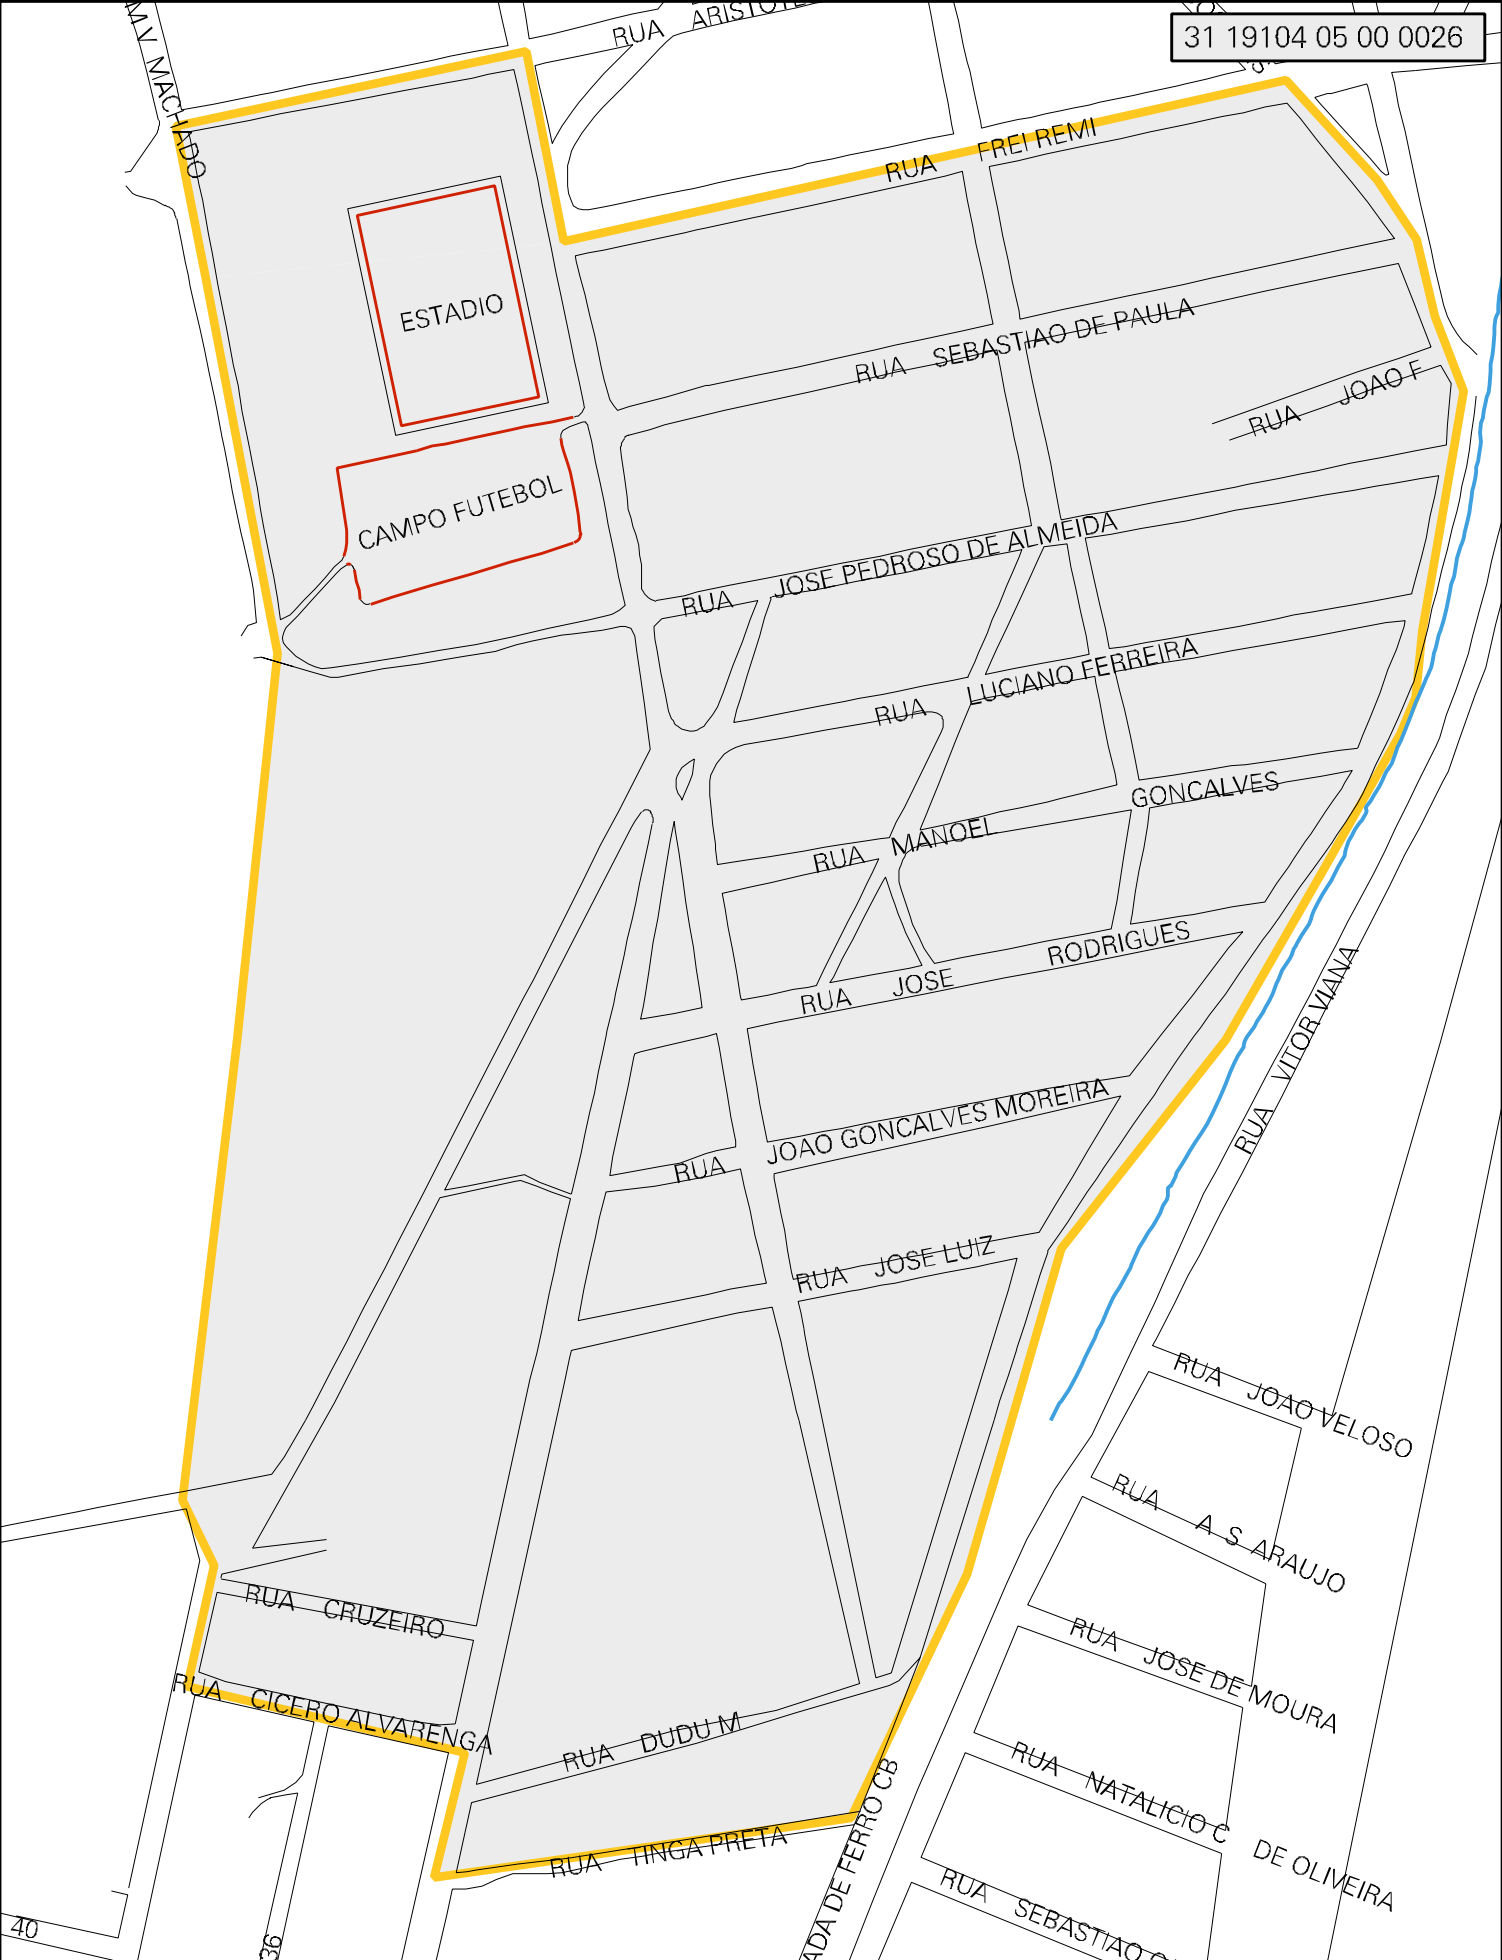 31 19104 05 00 0026
M V MACHADO
RUA
RUA FREI REMI
ESTADIO
RUA SEBASTIAO DE PAULA
RUA JOAO F
CAMPO FUTEBOL
RUA JOSE PEDROSO DE ALMEIDA
RUA LUCIANO FERREIRA
RUA MANOEL GONCALVES
RUA JOSE RODRIGUES
RUA VITOR VIANA
RUA JOAO GONCALVES MOREIRA
RUA JOSE LUIZ
RUA JOAO VELOSO
RUA A S ARAUJO
RUA CRUZEIRO
RUA JOSE DE MOURA
RUA CICERO ALVARENGA
RUA DUDU M
RUA NATALICIO C DE OLIVEIRA
RUA TINGA PRETA
ADA DE FERRO CB
RUA SEBASTIAO
40
36